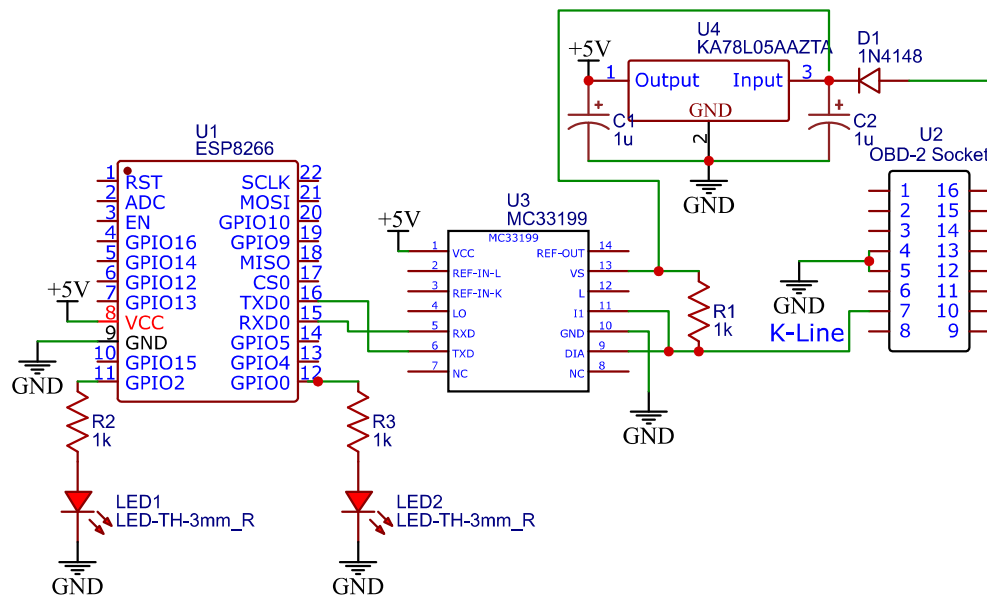 U4
KA78L05AAZTA
+5V
1
Output
Input
3
GND
2
C1
1u
+
C2
1u
+
GND
D1
1N4148
U2
OBD-2 Socket
1 16
2 15
3 14
4 13
5 12
6 11
7 10
8 9
GND
K-Line
U1
ESP8266
1 RST SCLK 22
2 ADC MOSI 21
3 EN GPIO10 20
4 GPIO16 GPIO9 19
5 GPIO14 MISO 18
6 GPIO12 CS0 17
7 GPIO13 TXD0 16
8 VCC RXD0 15
9 GND GPIO5 14
10 GPIO15 GPIO4 13
11 GPIO2 GPIO0 12
+5V
GND
U3
MC33199
MC33199
+5V
1 VCC REF-OUT 14
2 REF-IN-L VS 13
3 REF-IN-K L 12
4 LO I1 11
5 RXD GND 10
6 TXD DIA 9
7 NC NC 8
R1
1k
GND
R2
1k
R3
1k
LED1
LED-TH-3mm_R
LED2
LED-TH-3mm_R
GND
GND